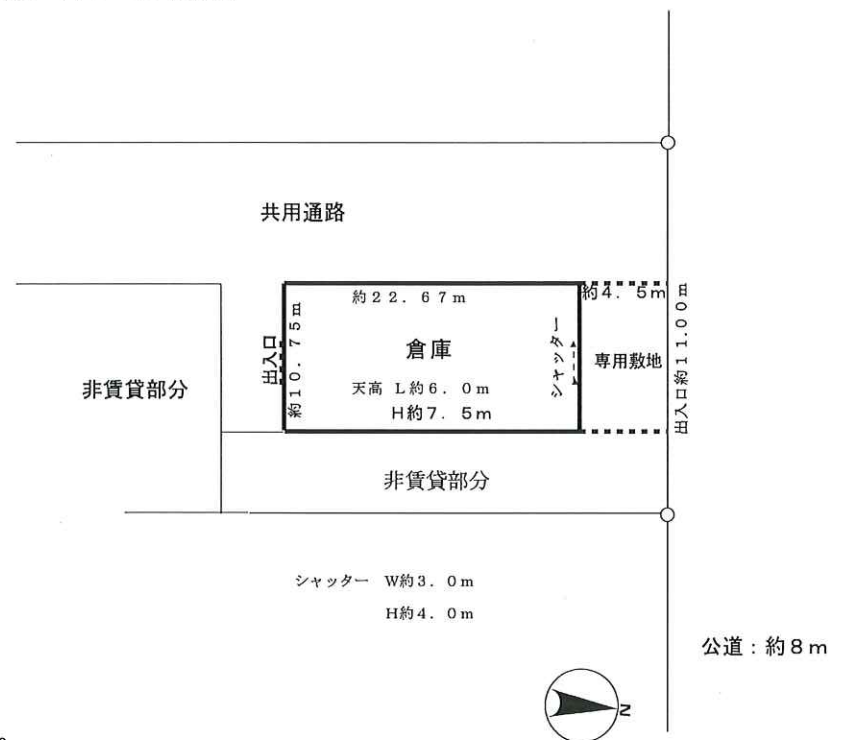 共用通路
約22．67m
約4．5m
出入口約11.00m
約10．75m
出入口
倉庫
シャッター
専用敷地
天高 L約6．0m
H約7．5m
非賃貸部分
非賃貸部分
シャッター W約3．0m
H約4．0m
公道：約8m
N